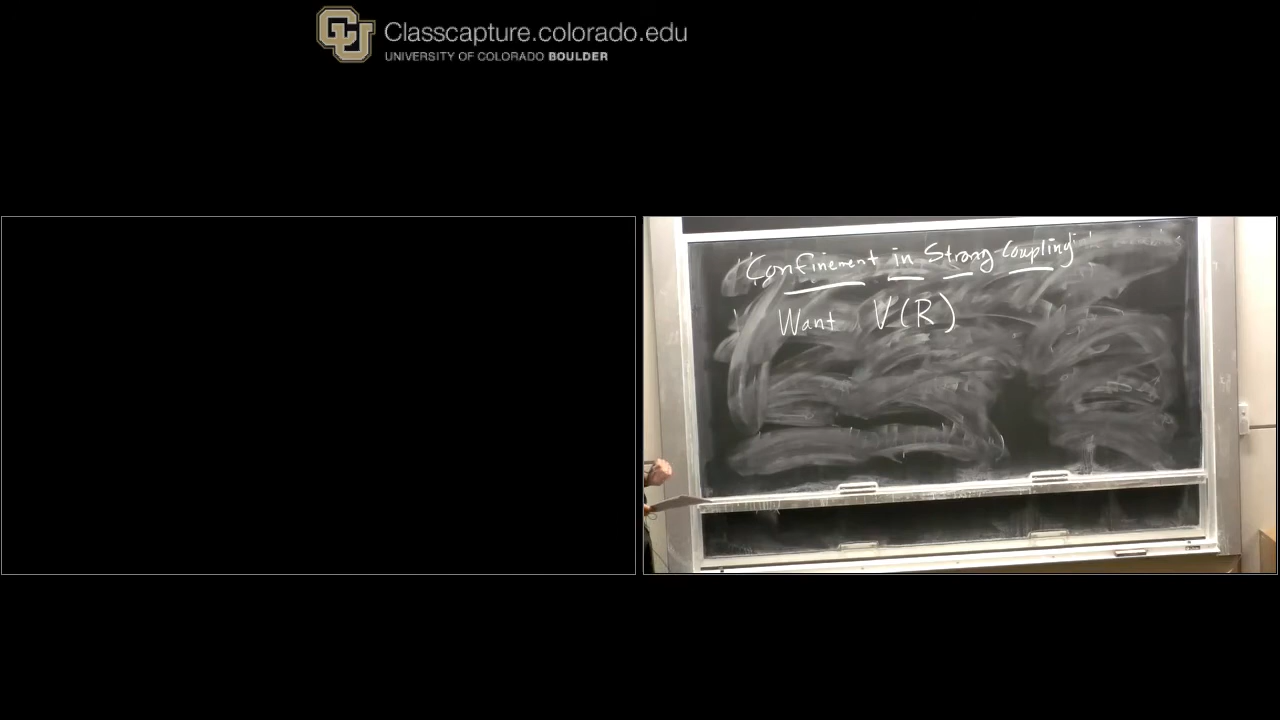 Classcapture.colorado.edu
UNIVERSITY OF COLORADO BOULDER
Confinement in Strong Coupling
Want V(R)